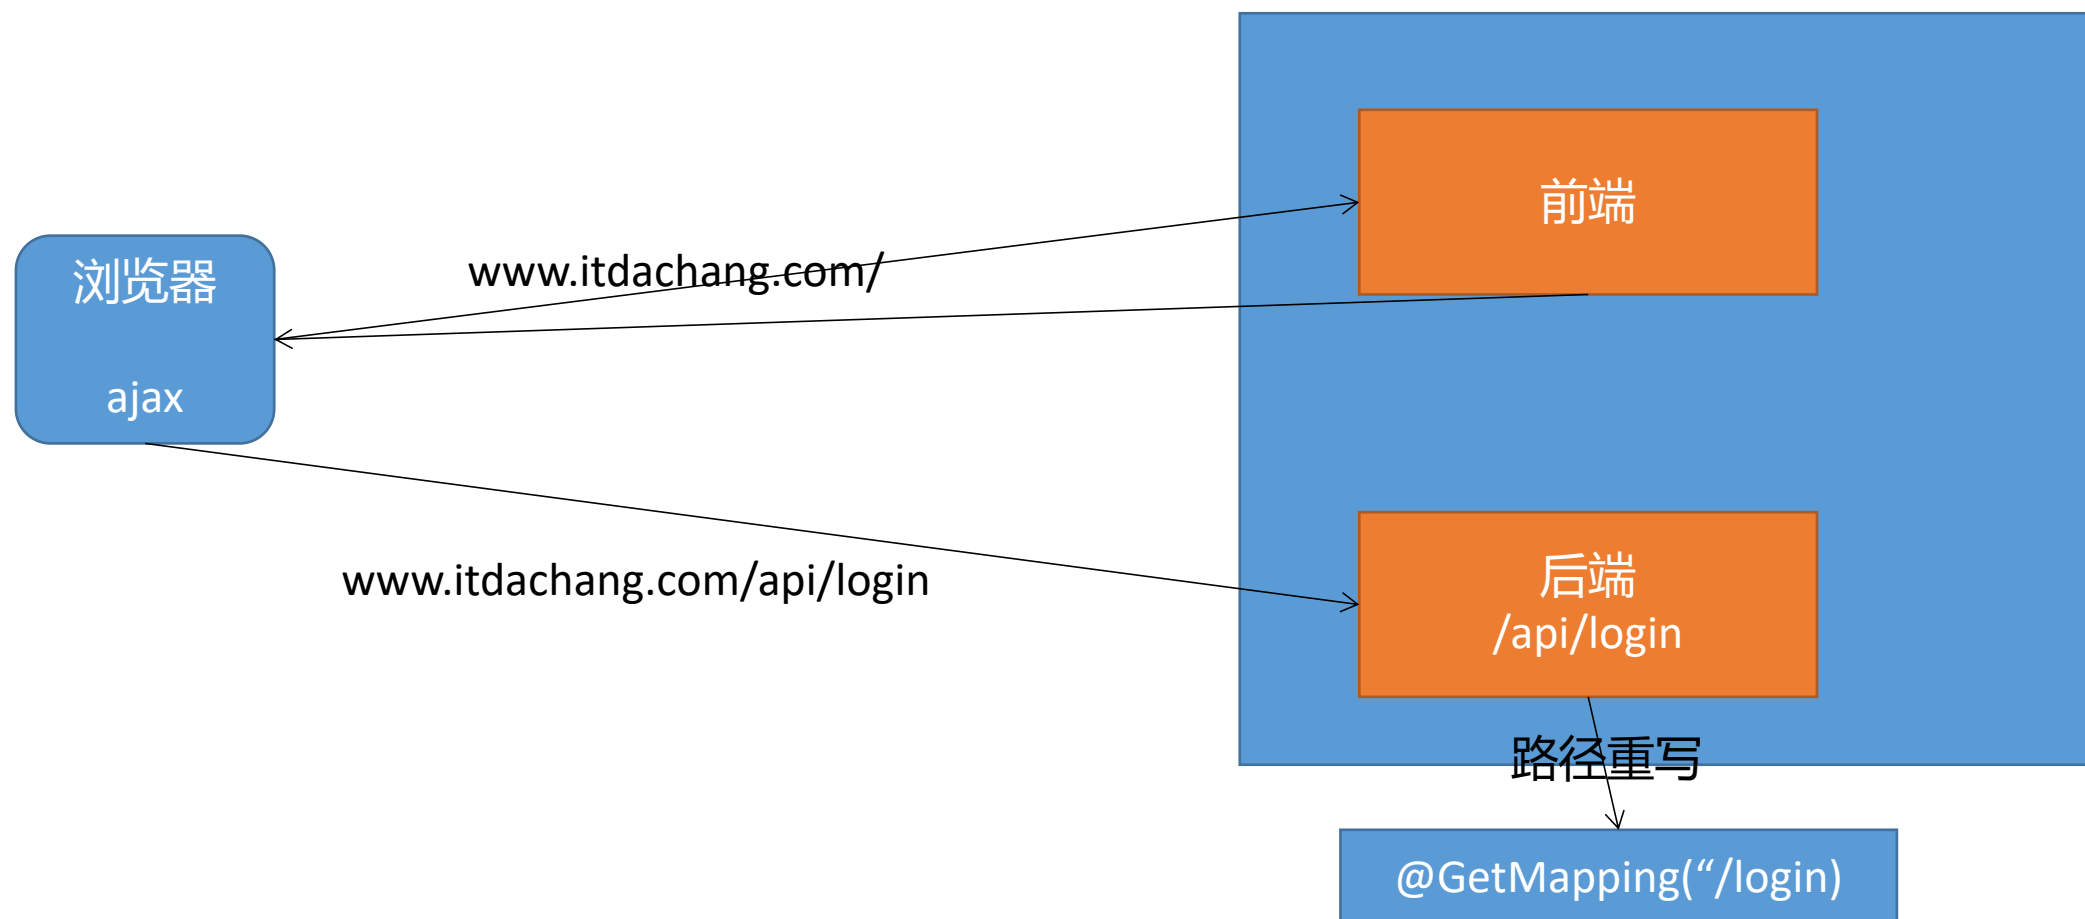 浏览器
ajax
www.itdachang.com/
前端
www.itdachang.com/api/login
后端
/api/login
路径重写
@GetMapping(“/login)